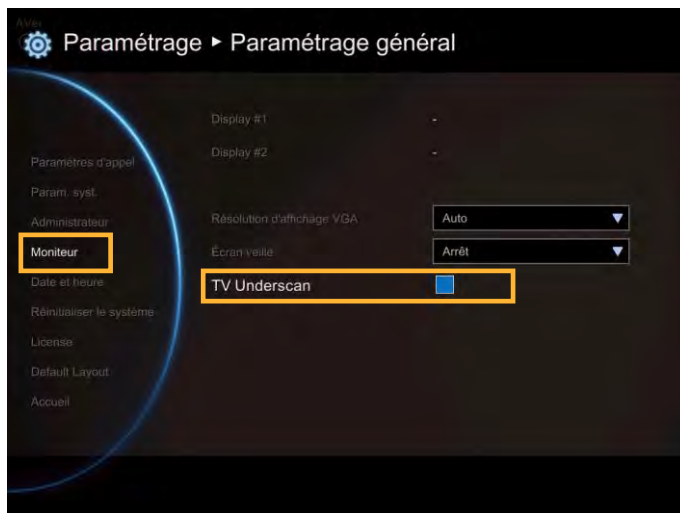 AVer
Paramétrage ▸ Paramétrage général
Display #1 -
Display #2 -
Paramètres d'appel
Param. syst.
Administrateur
Résolution d'affichage VGA Auto
Moniteur
Écran veille Arrêt
Date et heure
TV Underscan
Réinitialiser le système
License
Default Layout
Accueil